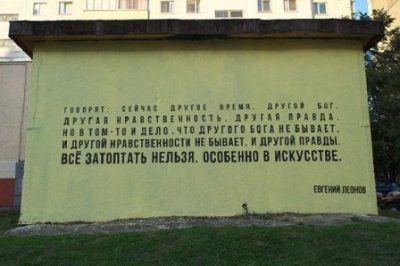 ГОВОРЯТ: СЕЙЧАС ДРУГОЕ ВРЕМЯ, ДРУГОЙ БОГ,
ДРУГАЯ НРАВСТВЕННОСТЬ, ДРУГАЯ ПРАВДА.
НО В ТОМ-ТО И ДЕЛО, ЧТО ДРУГОГО БОГА НЕ БЫВАЕТ,
И ДРУГОЙ НРАВСТВЕННОСТИ НЕ БЫВАЕТ, И ДРУГОЙ ПРАВДЫ.
ВСЁ ЗАТОПТАТЬ НЕЛЬЗЯ. ОСОБЕННО В ИСКУССТВЕ.
ЕВГЕНИЙ ЛЕОНОВ